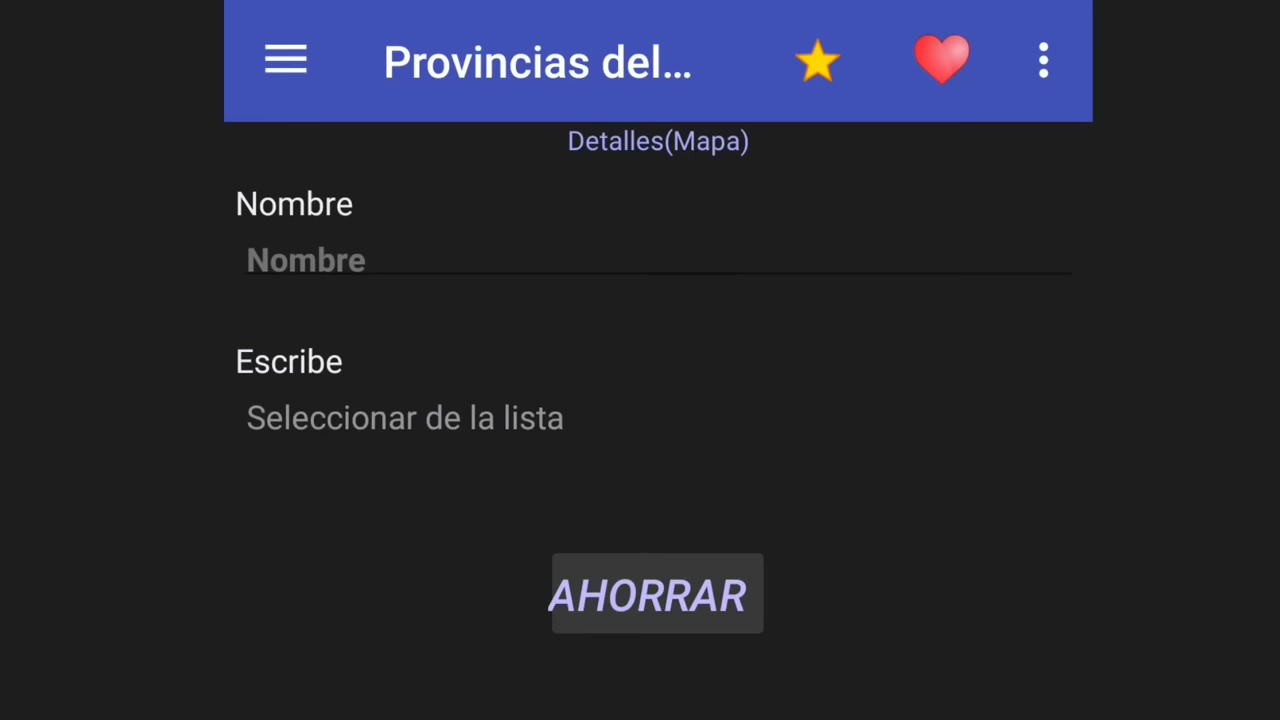 Provincias del...
Detalles(Mapa)
Nombre
Nombre
Escribe
Seleccionar de la lista
AHORRAR